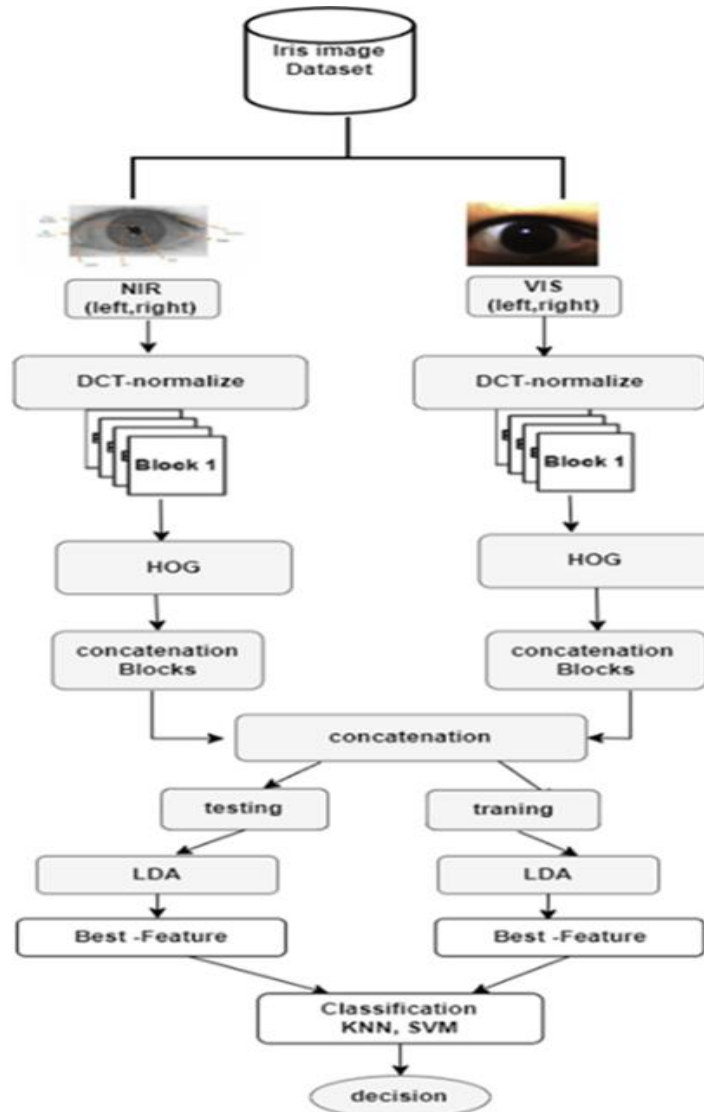 Iris image
Dataset
NIR
(left,right)
VIS
(left,right)
DCT-normalize
DCT-normalize
Block 1
Block 1
HOG
HOG
concatenation
Blocks
concatenation
Blocks
concatenation
testing
traning
LDA
LDA
Best -Feature
Best -Feature
Classification
KNN, SVM
decision